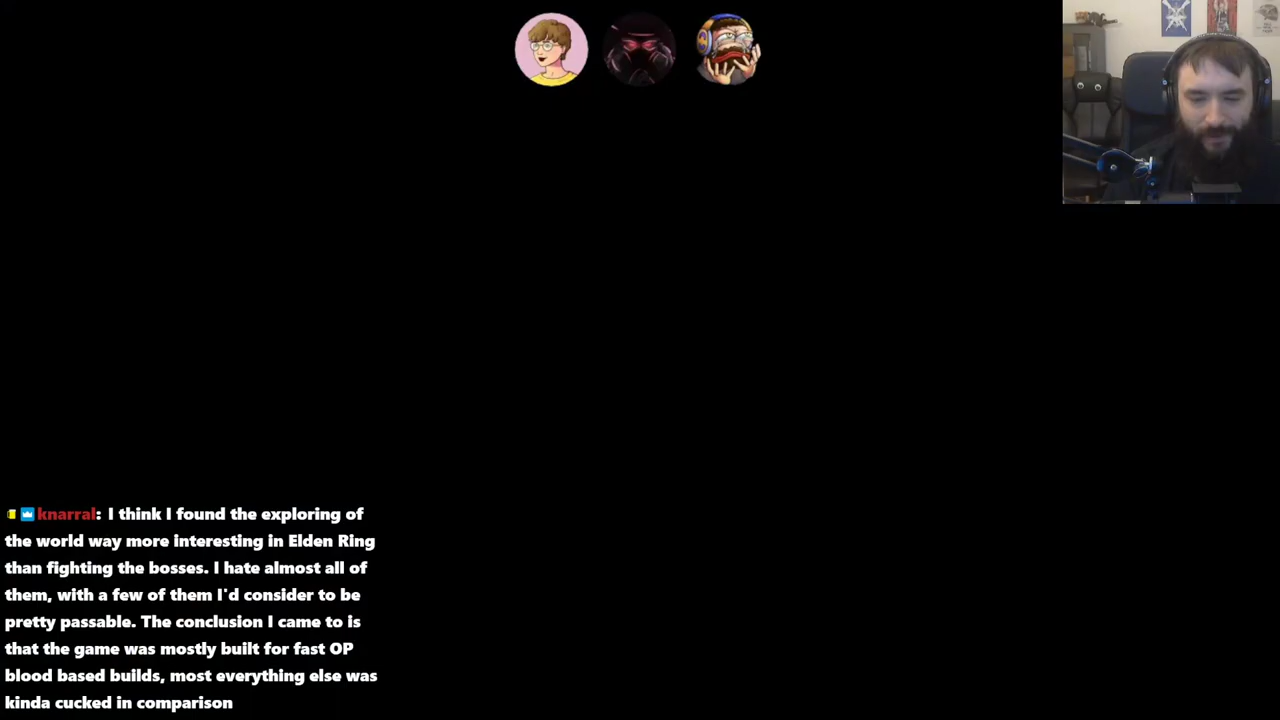 knarral: I think I found the exploring of
the world way more interesting in Elden Ring
than fighting the bosses. I hate almost all of
them, with a few of them I'd consider to be
pretty passable. The conclusion I came to is
that the game was mostly built for fast OP
blood based builds, most everything else was
kinda cucked in comparison